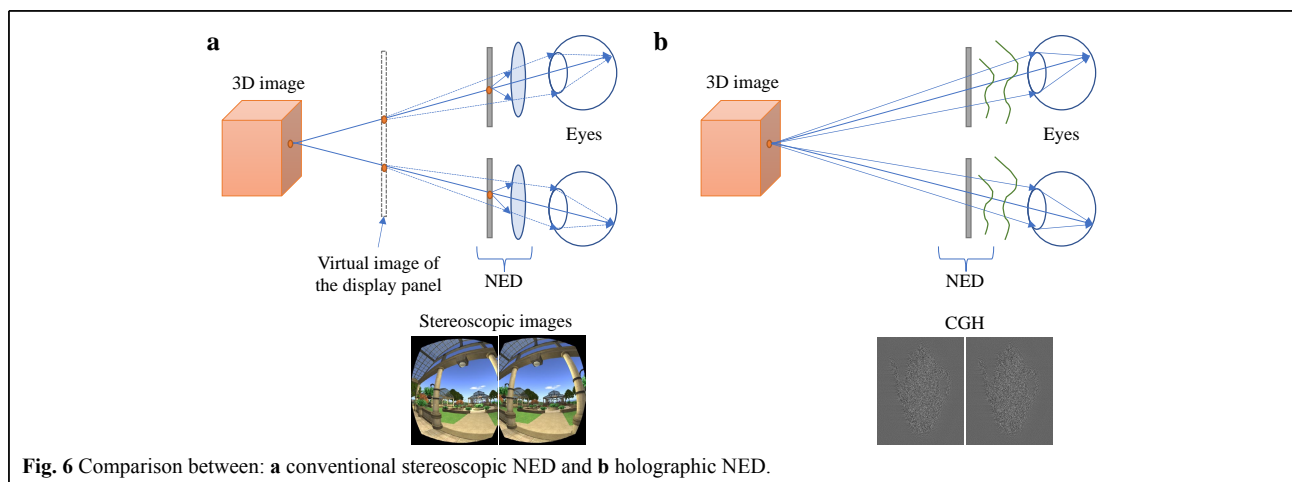 a
3D image
Eyes
Virtual image of
the display panel
NED
Stereoscopic images
b
3D image
Eyes
NED
CGH
Fig. 6 Comparison between: a conventional stereoscopic NED and b holographic NED.